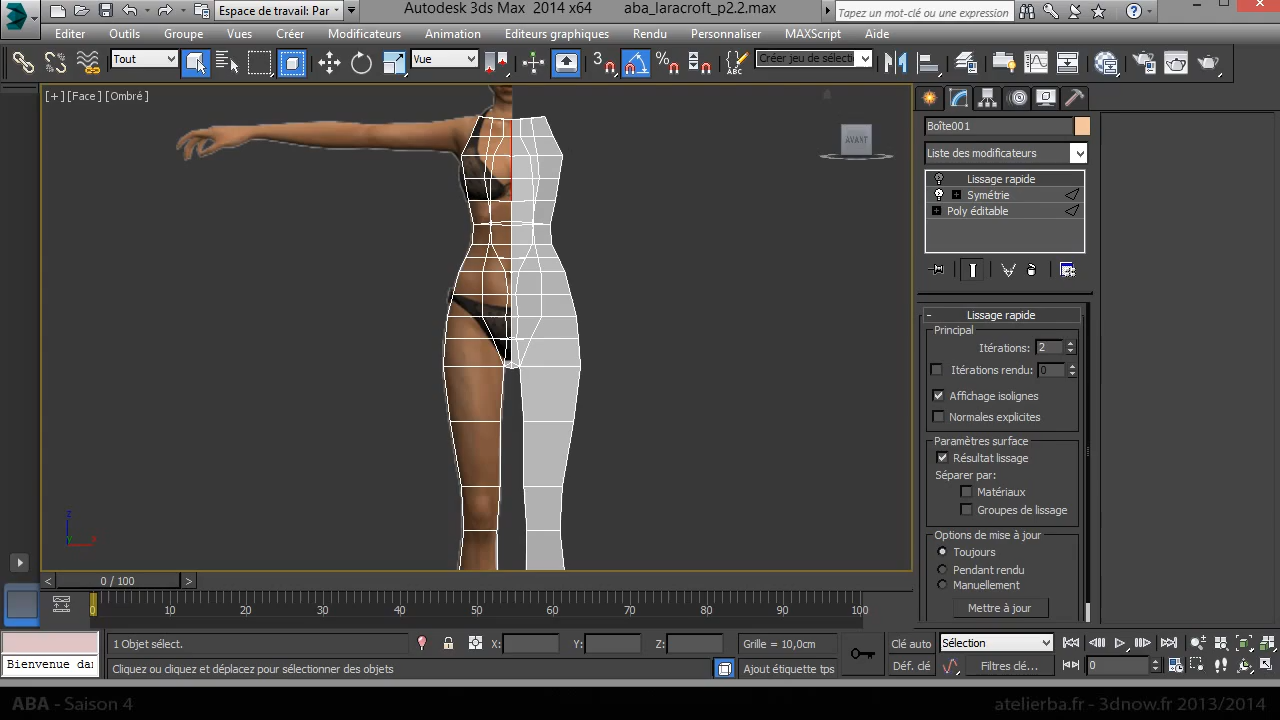 Autodesk 3ds Max 2014 x64 aba_laracroft_p2.2.max
Espace de travail: Par
Tapez un mot-clé ou une expression
Editer Outils Groupe Vues Créer Modificateurs Animation Editeurs graphiques Rendu Personnaliser MAXScript Aide
Tout
Vue
3
%
ABC
Créer jeu de sélecti
[+] [Face ] [Ombré ]
AVANT
z
y
x
Boîte001
Liste des modificateurs
Lissage rapide
Symétrie
Poly éditable
Lissage rapide
Principal
Itérations: 2
Itérations rendu: 0
Affichage isolignes
Normales explicites
Paramètres surface
Résultat lissage
Séparer par:
Matériaux
Groupes de lissage
Options de mise à jour
Toujours
Pendant rendu
Manuellement
Mettre à jour
< 0 / 100 >
0 10 20 30 40 50 60 70 80 90 100
1 Objet sélect.
X: Y: Z:
Grille = 10,0cm
Clé auto
Sélection
Bienvenue da
Cliquez ou cliquez et déplacez pour sélectionner des objets
Ajout étiquette tps
Déf. clé
Filtres clé...
0
ABA - Saison 4
atelierba.fr - 3dnow.fr 2013/2014